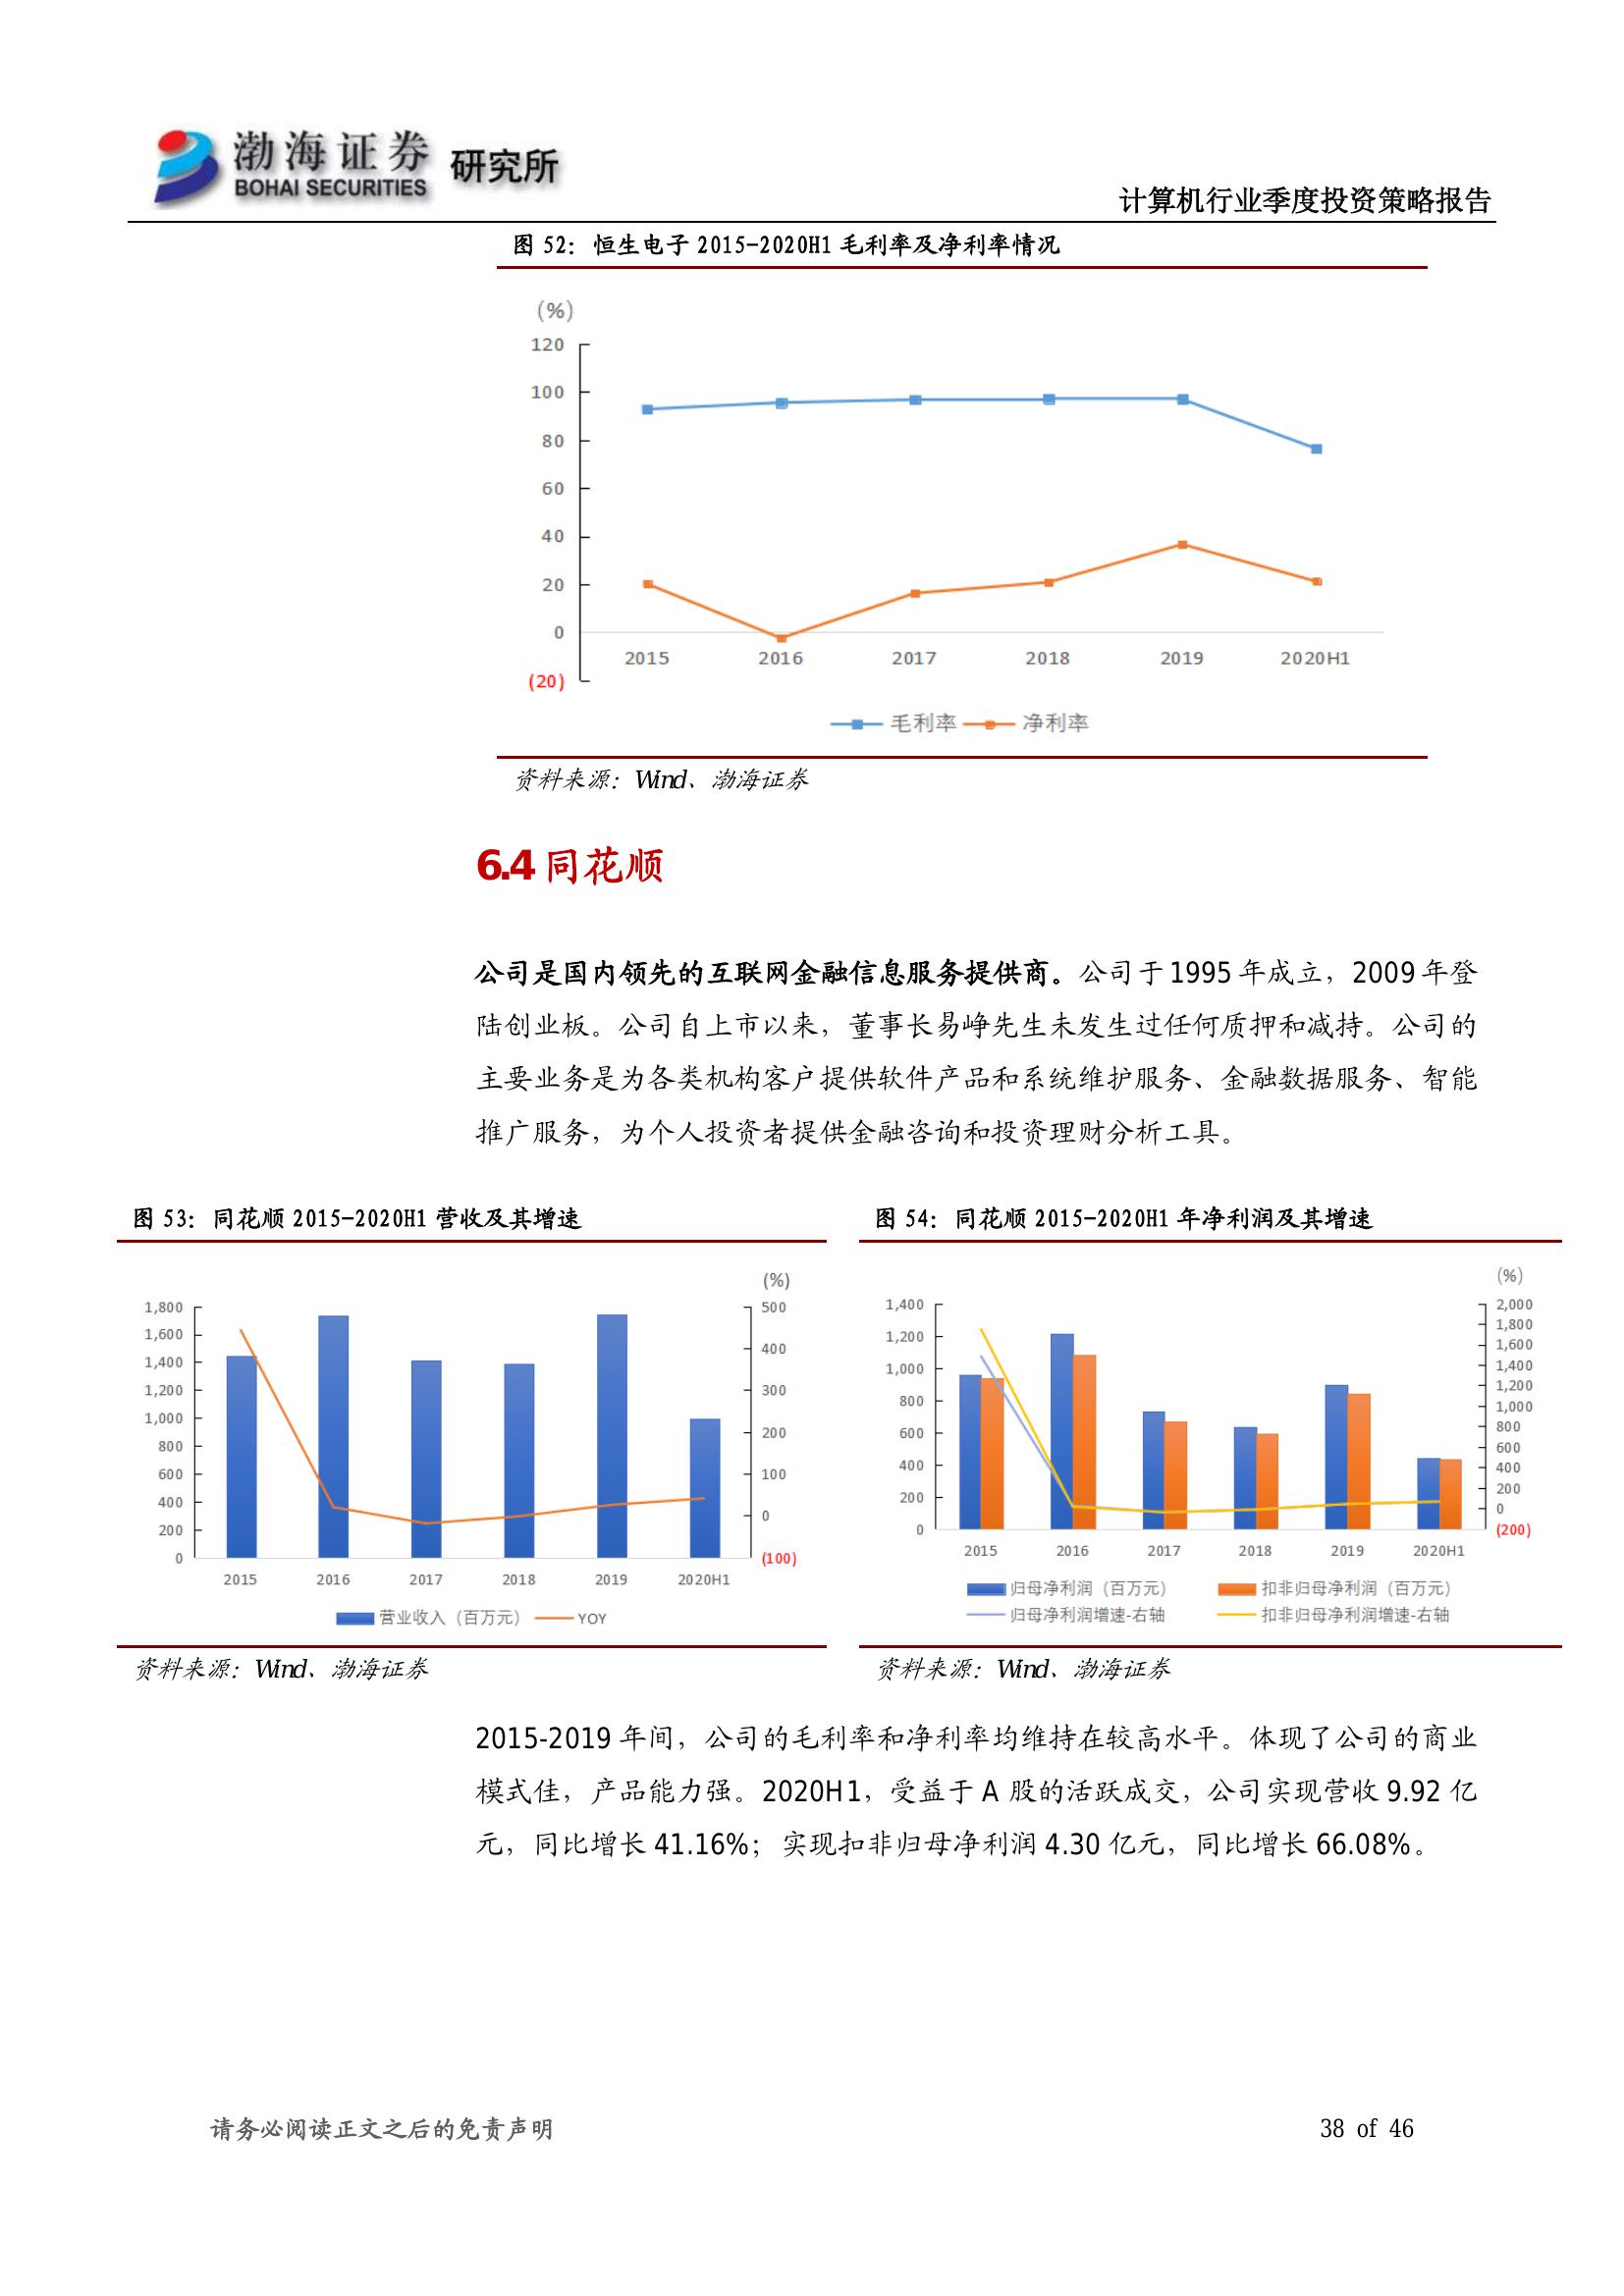 渤海证券
BOHAI SECURITIES
研究所
计算机行业季度投资策略报告
图 52：恒生电子 2015-2020H1 毛利率及净利率情况
（%）
120
100
80
60
40
20
0
(20)
2015 2016 2017 2018 2019 2020H1
毛利率 净利率
资料来源：Wind、渤海证券
6.4 同花顺
公司是国内领先的互联网金融信息服务提供商。公司于 1995 年成立，2009 年登
陆创业板。公司自上市以来，董事长易峥先生未发生过任何质押和减持。公司的
主要业务是为各类机构客户提供软件产品和系统维护服务、金融数据服务、智能
推广服务，为个人投资者提供金融咨询和投资理财分析工具。
图 53：同花顺 2015-2020H1 营收及其增速
(%)
1,800
1,600
1,400
1,200
1,000
800
600
400
200
0
500
400
300
200
100
0
(100)
2015 2016 2017 2018 2019 2020H1
营业收入（百万元） YOY
资料来源：Wind、渤海证券
图 54：同花顺 2015-2020H1 年净利润及其增速
(%)
1,400
1,200
1,000
800
600
400
200
0
2,000
1,800
1,600
1,400
1,200
1,000
800
600
400
200
0
(200)
2015 2016 2017 2018 2019 2020H1
归母净利润（百万元） 扣非归母净利润（百万元）
归母净利润增速-右轴 扣非归母净利润增速-右轴
资料来源：Wind、渤海证券
2015-2019 年间，公司的毛利率和净利率均维持在较高水平。体现了公司的商业
模式佳，产品能力强。2020H1，受益于 A 股的活跃成交，公司实现营收 9.92 亿
元，同比增长 41.16%；实现扣非归母净利润 4.30 亿元，同比增长 66.08%。
请务必阅读正文之后的免责声明
38 of 46